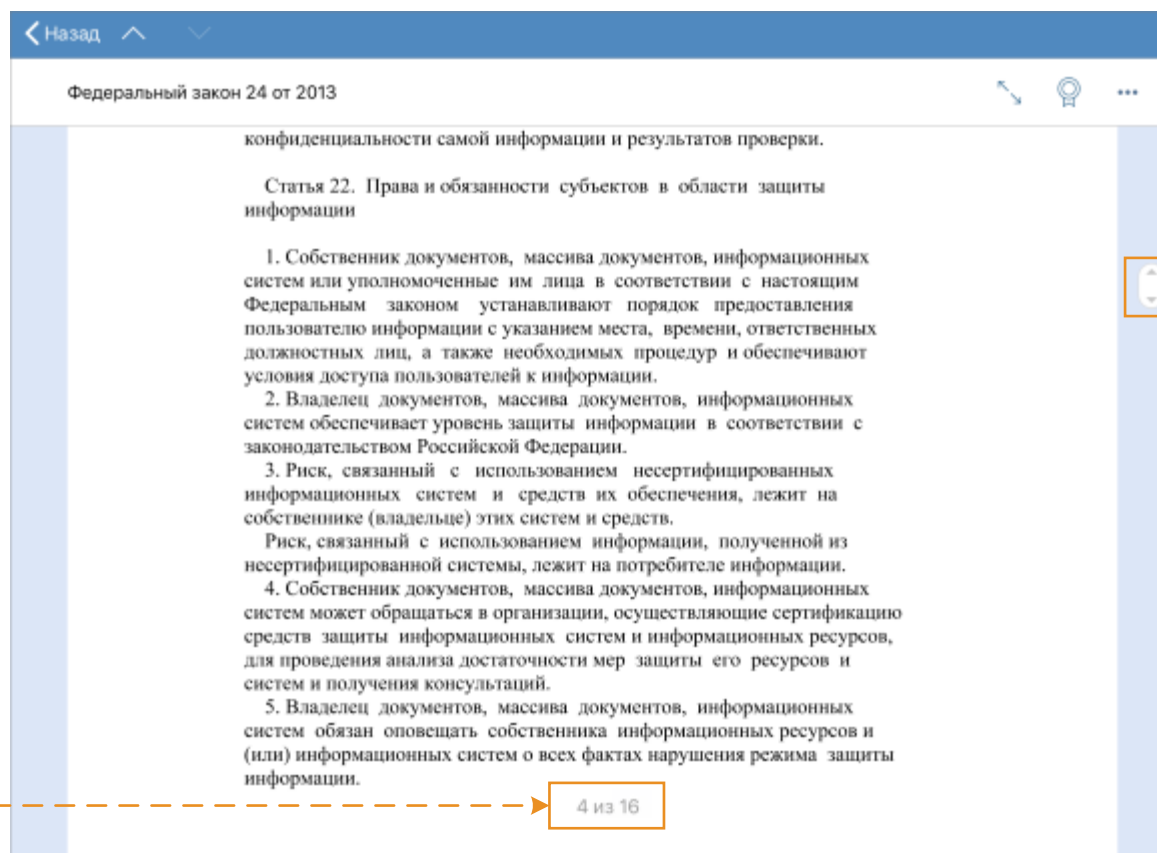 Назад
Федеральный закон 24 от 2013
конфиденциальности самой информации и результатов проверки.
Статья 22. Права и обязанности субъектов в области защиты
информации
1. Собственник документов, массива документов, информационных
систем или уполномоченные им лица в соответствии с настоящим
Федеральным законом устанавливают порядок предоставления
пользователю информации с указанием места, времени, ответственных
должностных лиц, а также необходимых процедур и обеспечивают
условия доступа пользователей к информации.
2. Владелец документов, массива документов, информационных
систем обеспечивает уровень защиты информации в соответствии с
законодательством Российской Федерации.
3. Риск, связанный с использованием несертифицированных
информационных систем и средств их обеспечения, лежит на
собственнике (владельце) этих систем и средств.
Риск, связанный с использованием информации, полученной из
несертифицированной системы, лежит на потребителе информации.
4. Собственник документов, массива документов, информационных
систем может обращаться в организации, осуществляющие сертификацию
средств защиты информационных систем и информационных ресурсов,
для проведения анализа достаточности мер защиты его ресурсов и
систем и получения консультаций.
5. Владелец документов, массива документов, информационных
систем обязан оповещать собственника информационных ресурсов и
(или) информационных систем о всех фактах нарушения режима защиты
информации.
4 из 16